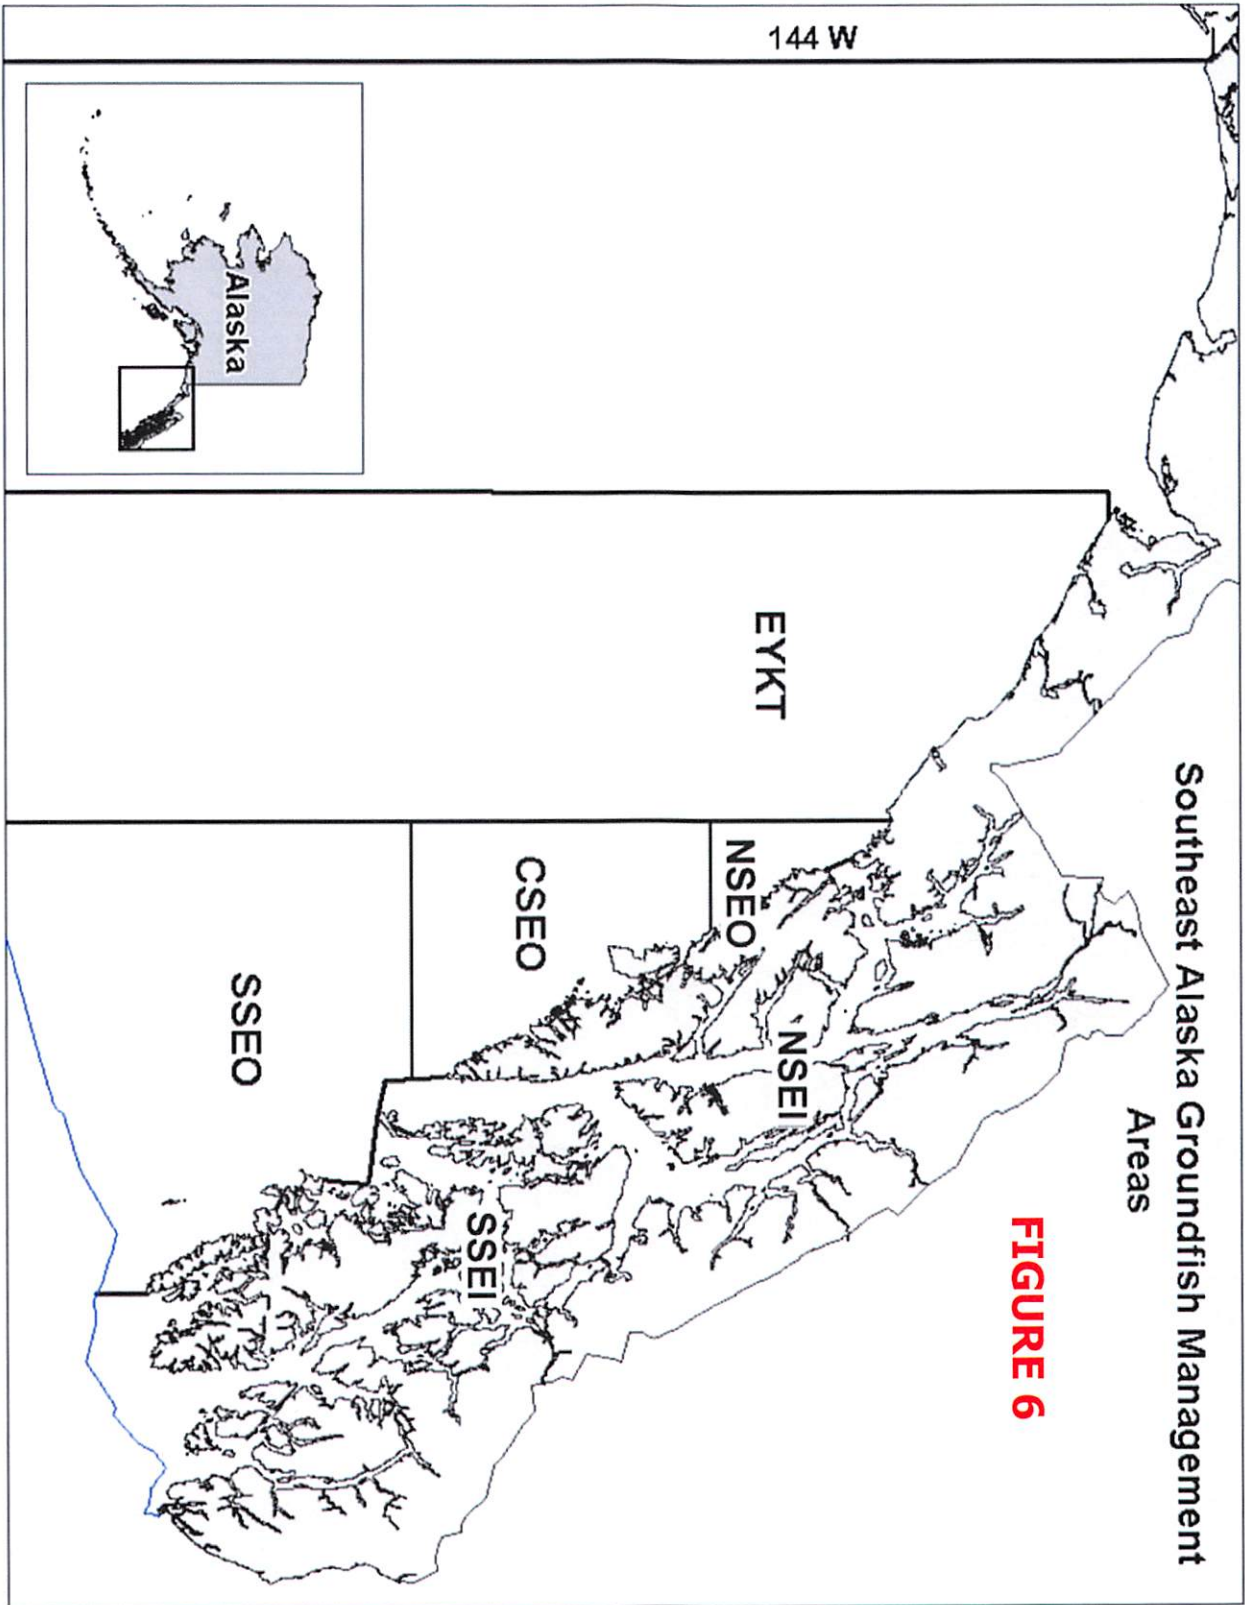 Southeast Alaska Groundfish Management
Areas
FIGURE 6
144 W
EYKT
NSEO
NSEI
CSEO
SSEI
SSEO
Alaska